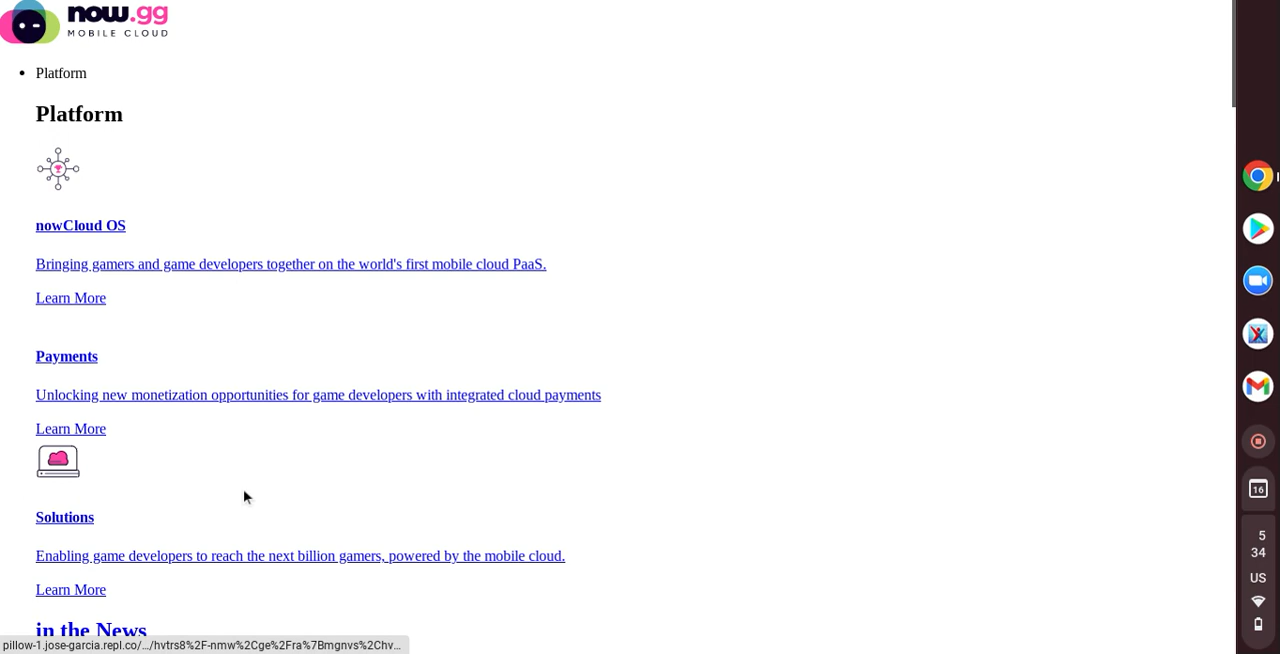 now.gg
MOBILE CLOUD
Platform
Platform
nowCloud OS
Bringing gamers and game developers together on the world's first mobile cloud PaaS.
Learn More
Payments
Unlocking new monetization opportunities for game developers with integrated cloud payments
Learn More
Solutions
Enabling game developers to reach the next billion gamers, powered by the mobile cloud.
Learn More
in the News
pillow-1.jose-garcia.repl.co/.../hvtrs8%2F-nmw%2Cge%2Fra%7Bmgnvs%2Chv...
16
5
34
US